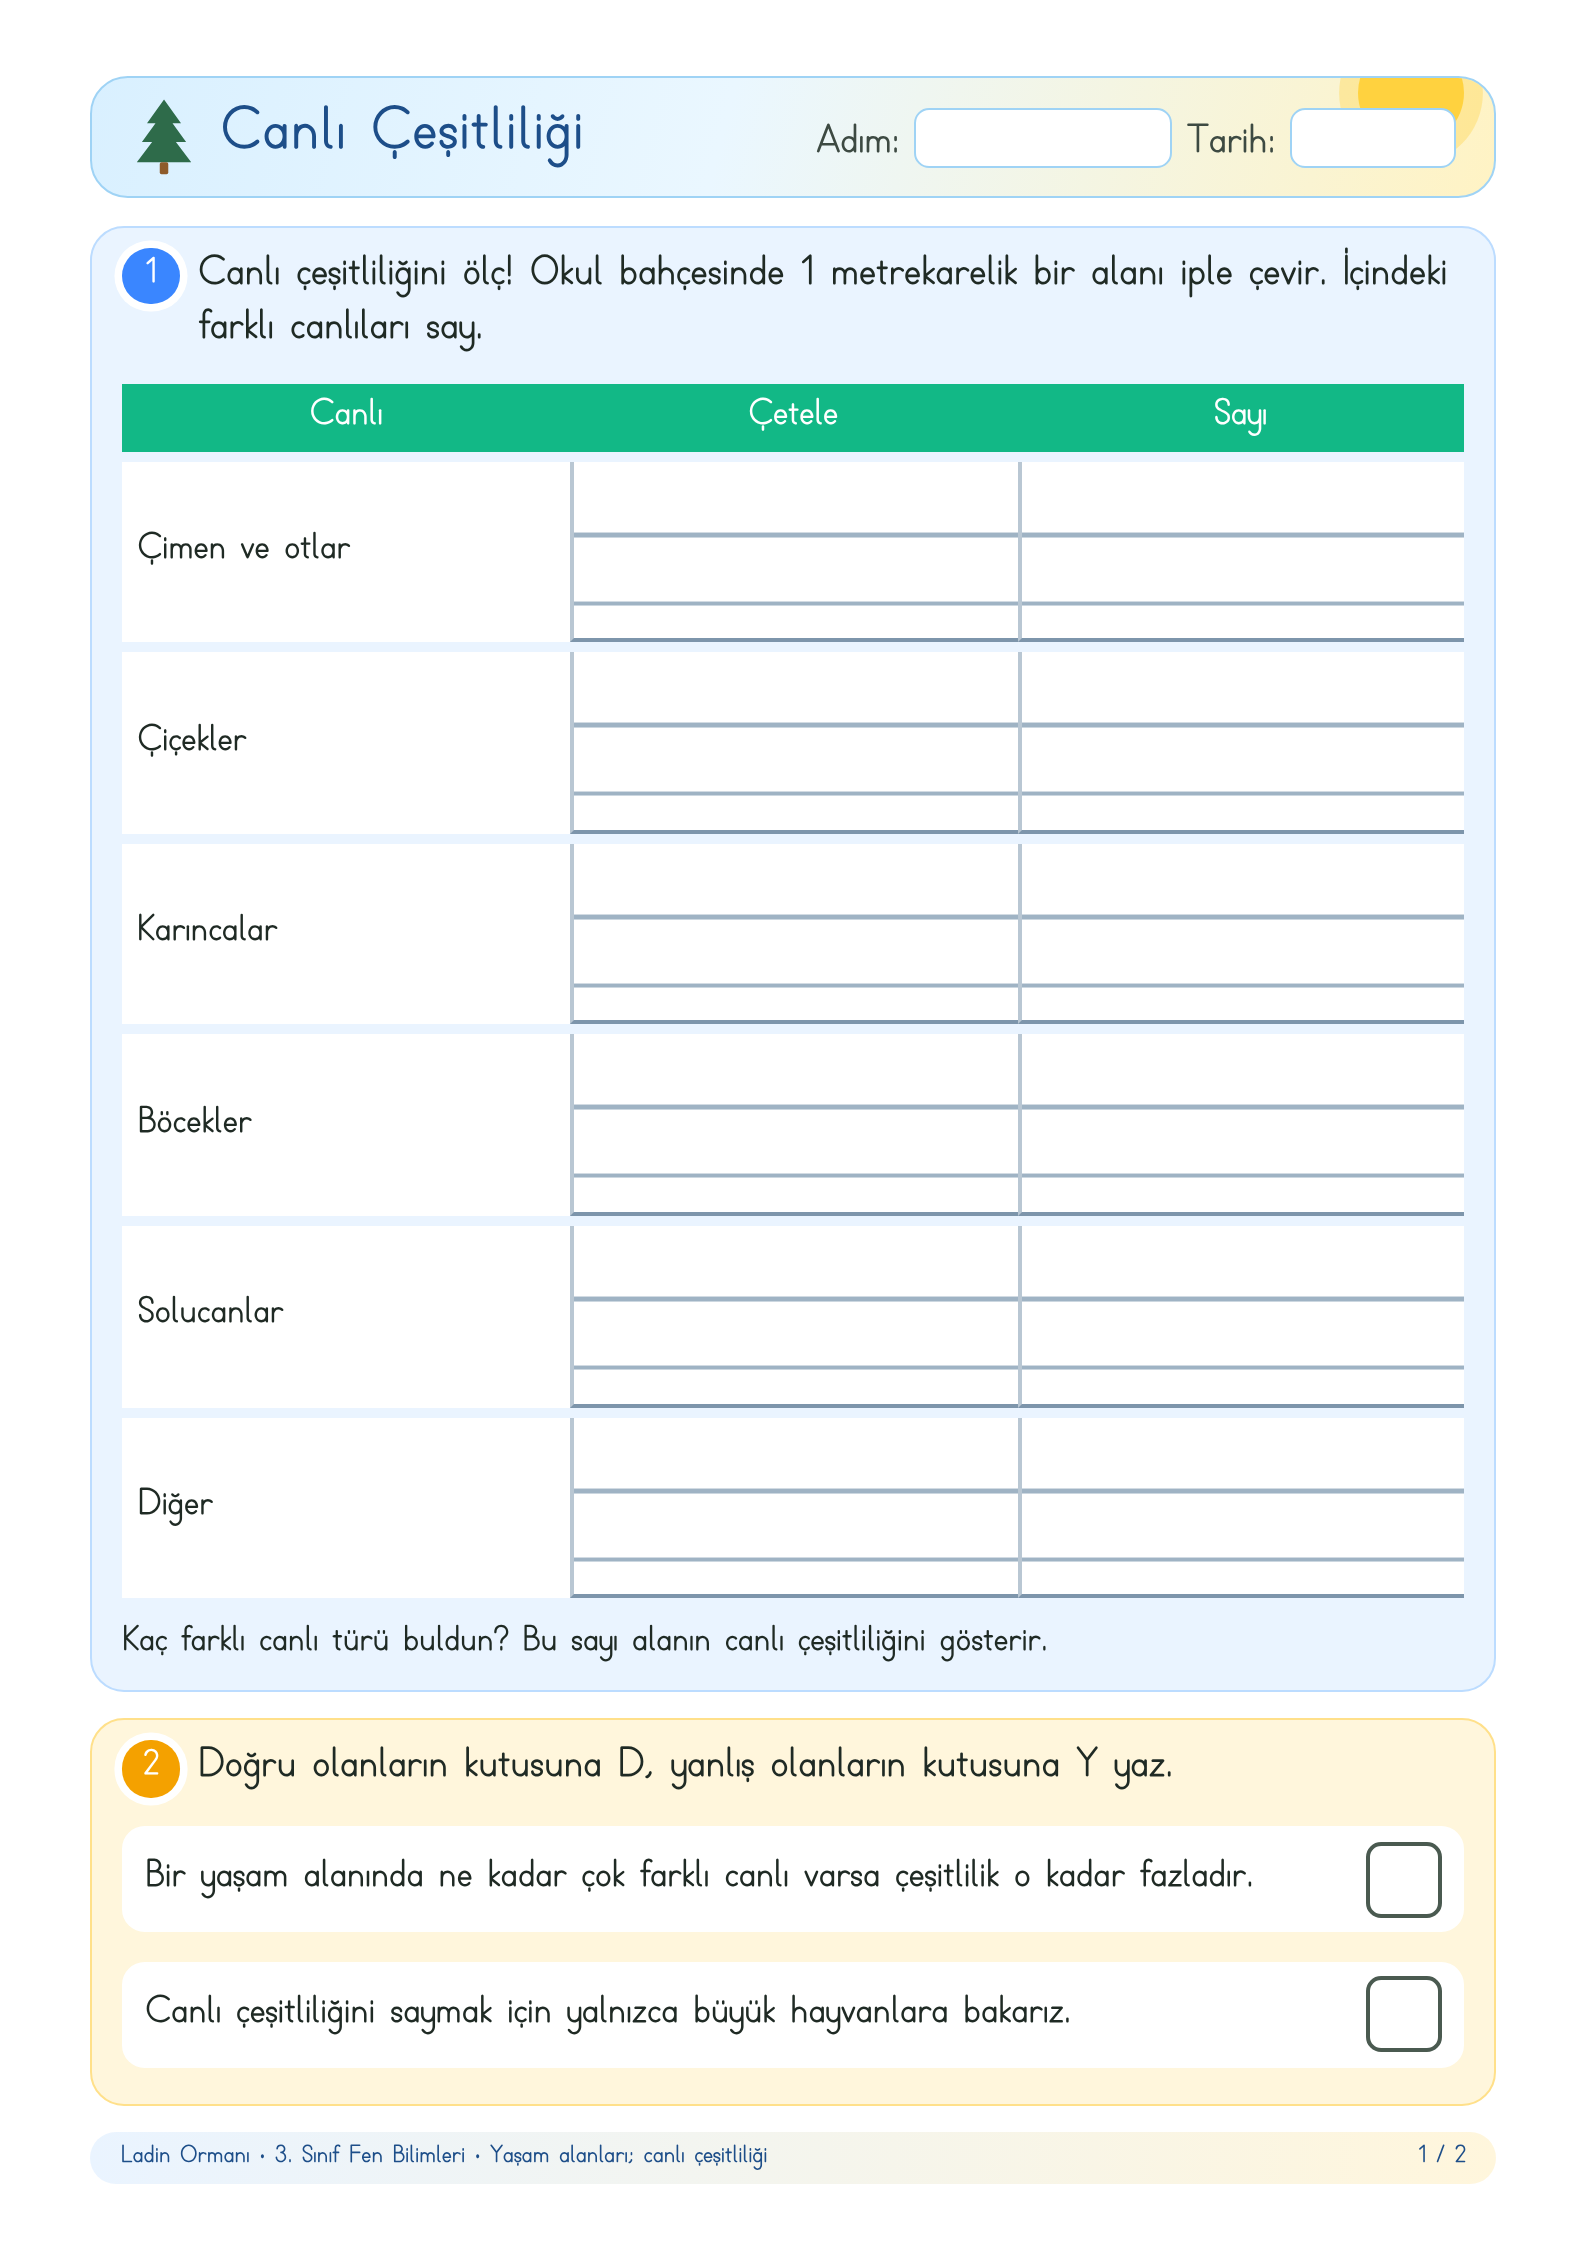 Canlı Çeşitliliği
Adım:
Tarih:
1
Canlı çeşitliliğini ölç! Okul bahçesinde 1 metrekarelik bir alanı iple çevir. İçindeki
farklı canlıları say.
Canlı Çetele Sayı
Çimen ve otlar
Çiçekler
Karıncalar
Böcekler
Solucanlar
Diğer
Kaç farklı canlı türü buldun? Bu sayı alanın canlı çeşitliliğini gösterir.
2
Doğru olanların kutusuna D, yanlış olanların kutusuna Y yaz.
Bir yaşam alanında ne kadar çok farklı canlı varsa çeşitlilik o kadar fazladır.
Canlı çeşitliliğini saymak için yalnızca büyük hayvanlara bakarız.
Ladin Ormanı • 3. Sınıf Fen Bilimleri • Yaşam alanları; canlı çeşitliliği
1 / 2